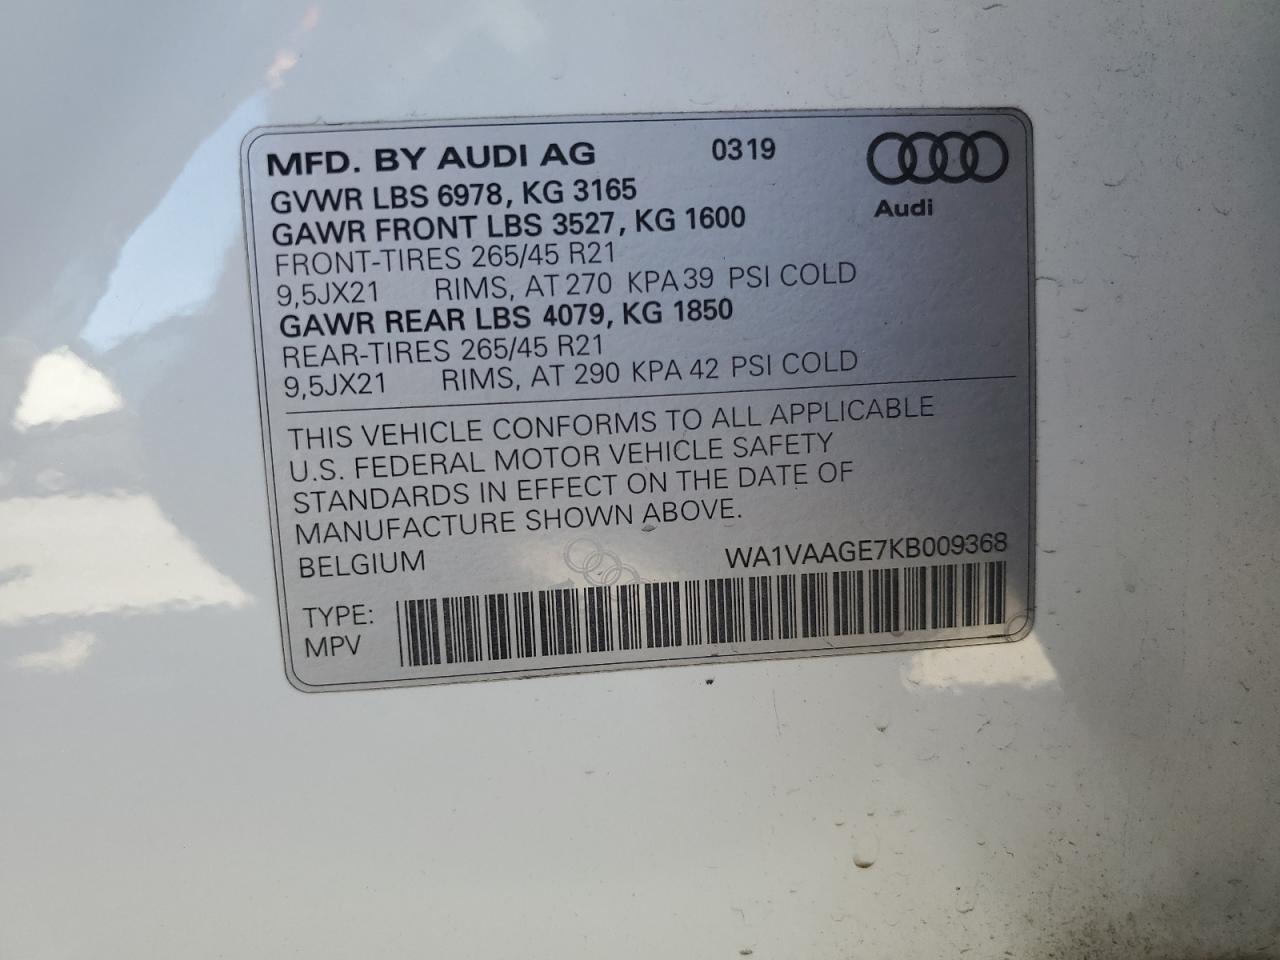 MFD. BY AUDI AG 0319
Audi
GVWR LBS 6978, KG 3165
GAWR FRONT LBS 3527, KG 1600
FRONT-TIRES 265/45 R21
9,5JX21 RIMS, AT 270 KPA 39 PSI COLD
GAWR REAR LBS 4079, KG 1850
REAR-TIRES 265/45 R21
9,5JX21 RIMS, AT 290 KPA 42 PSI COLD
THIS VEHICLE CONFORMS TO ALL APPLICABLE
U.S. FEDERAL MOTOR VEHICLE SAFETY
STANDARDS IN EFFECT ON THE DATE OF
MANUFACTURE SHOWN ABOVE.
BELGIUM WA1VAAGE7KB009368
TYPE:
MPV